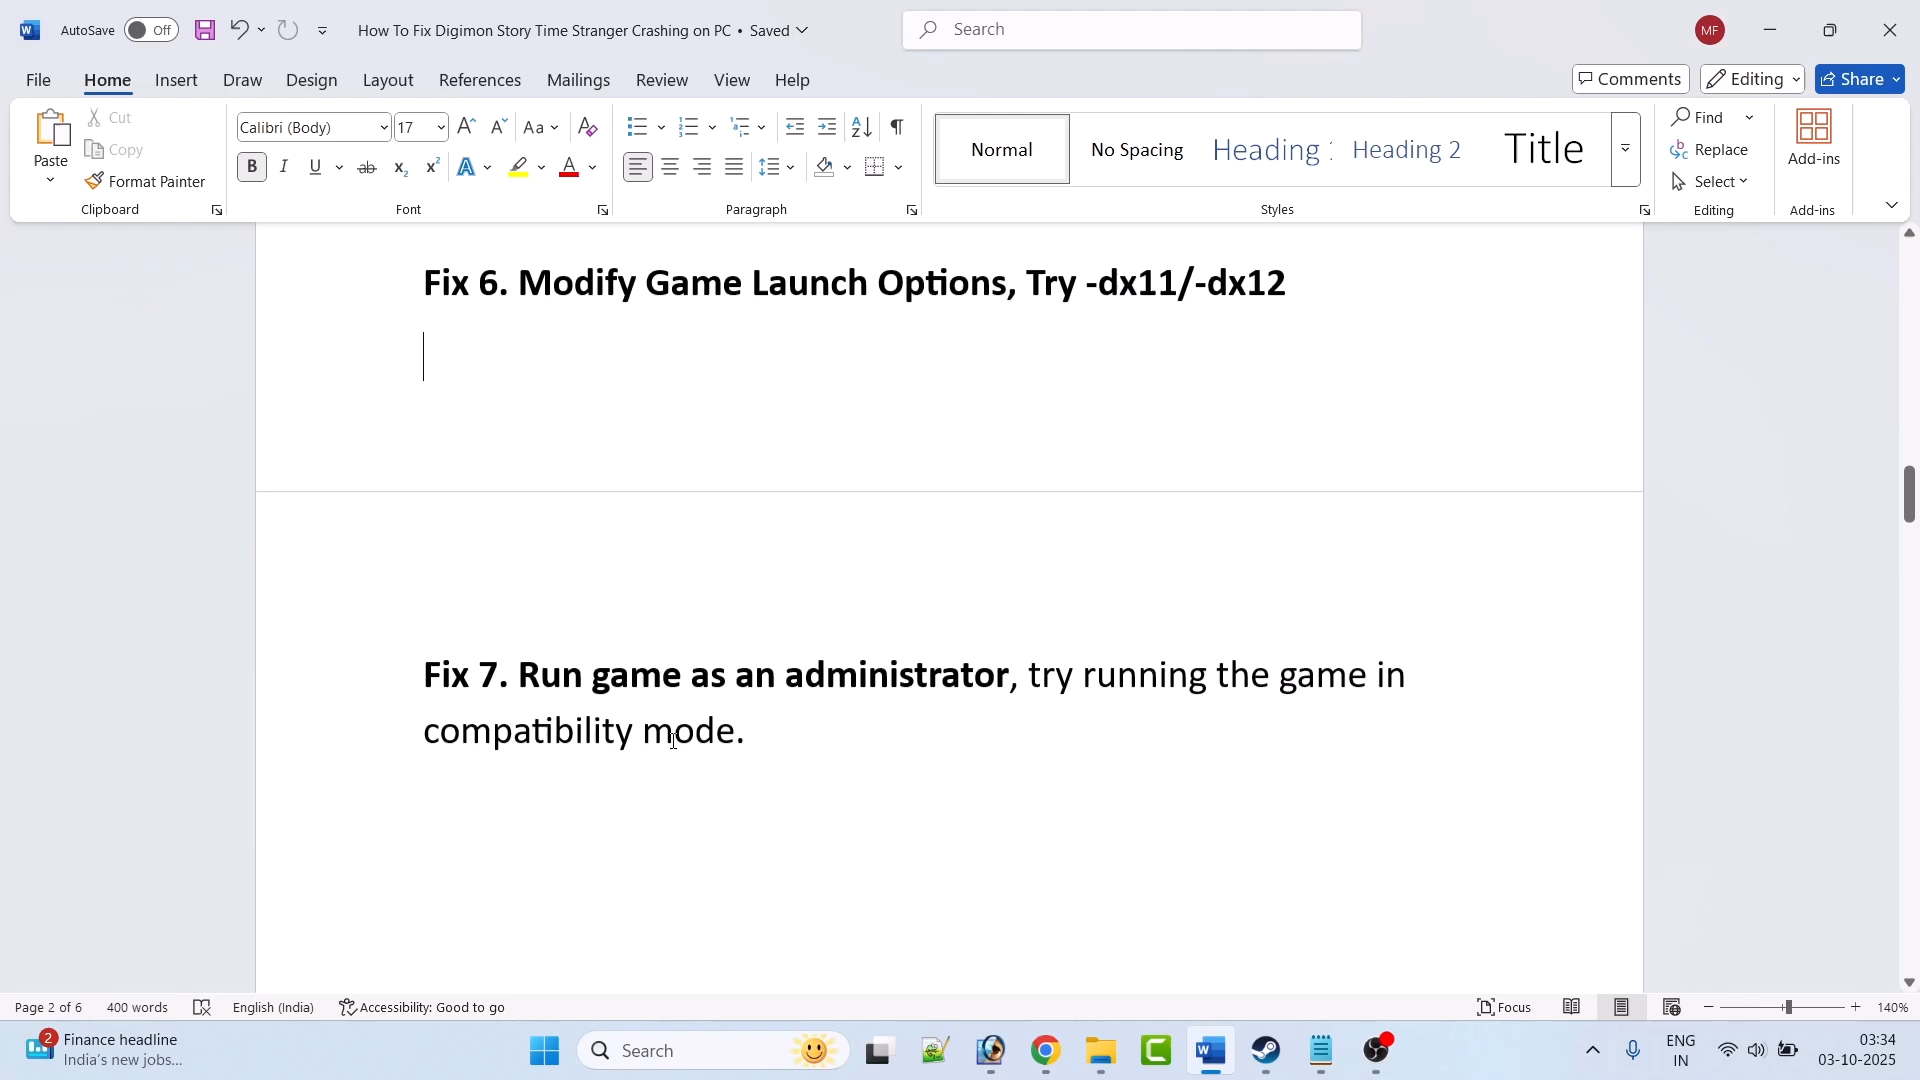 AutoSave Off How To Fix Digimon Story Time Stranger Crashing on PC • Saved Search MF
File Home Insert Draw Design Layout References Mailings Review View Help Comments Editing Share
Paste Cut Copy Format Painter Clipboard
Calibri (Body) 17 Font
Paragraph
Normal No Spacing Heading 1 Heading 2 Title Styles
Find Replace Select Editing
Add-ins Add-ins
Fix 6. Modify Game Launch Options, Try -dx11/-dx12
Fix 7. Run game as an administrator, try running the game in
compatibility mode.
Page 2 of 6 400 words English (India) Accessibility: Good to go Focus 140%
2 Finance headline
India's new jobs...
Search
ENG
IN
03:34
03-10-2025